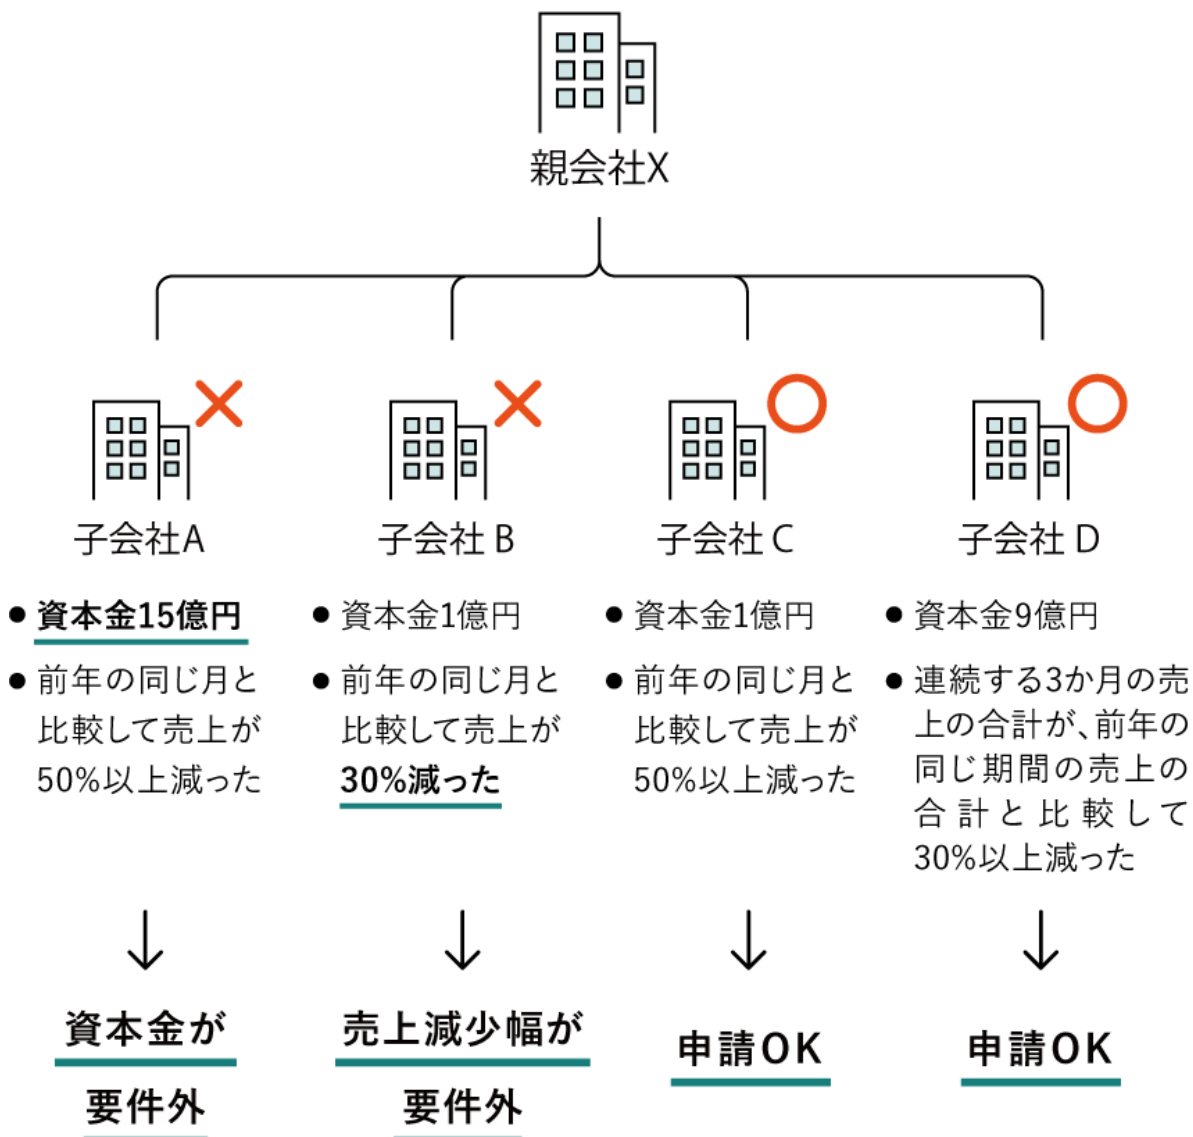 親会社X
子会社A
● 資本金15億円
● 前年の同じ月と
比較して売上が
50%以上減った
資本金が
要件外
子会社 B
● 資本金1億円
● 前年の同じ月と
比較して売上が
30%減った
売上減少幅が
要件外
子会社 C
● 資本金1億円
● 前年の同じ月と
比較して売上が
50%以上減った
申請OK
子会社 D
● 資本金9億円
● 連続する3か月の売
上の合計が、前年の
同じ期間の売上の
合計と比較して
30%以上減った
申請OK